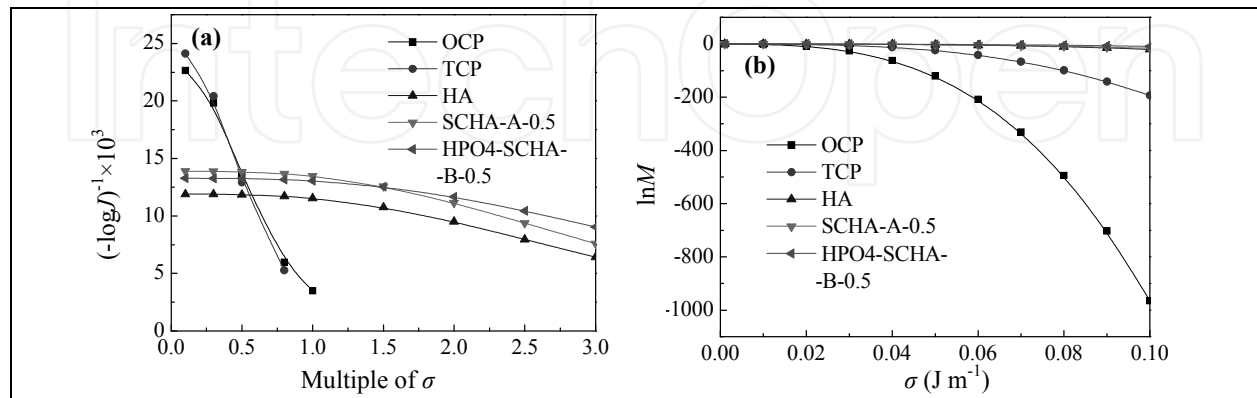 IntechOpen
(a)
OCP
TCP
HA
SCHA-A-0.5
HPO4-SCHA-
-B-0.5
25
20
15
10
5
0
(-logJ)⁻¹×10³
0.0 0.5 1.0 1.5 2.0 2.5 3.0
Multiple of σ
(b)
OCP
TCP
HA
SCHA-A-0.5
HPO4-SCHA-
-B-0.5
0
-200
-400
-600
-800
-1000
lnM
0.00 0.02 0.04 0.06 0.08 0.10
σ (J m⁻¹)